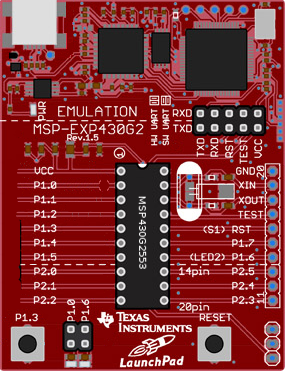 PWR
EMULATION
MSP-EXP430G2
Rev.1.5
HW UART
SW UART
RXD
TXD
TXD
RXD
RST
TEST
VCC
VCC
P1.0
P1.1
P1.2
P1.3
P1.4
P1.5
P2.0
P2.1
P2.2
MSP430G2553
20
GND
XIN
XOUT
TEST
(S1) RST
P1.7
(LED2) P1.6
P2.5
P2.4
P2.3
11
14pin
20pin
P1.3
P1.0
P1.6
TEXAS
INSTRUMENTS
RESET
LaunchPad